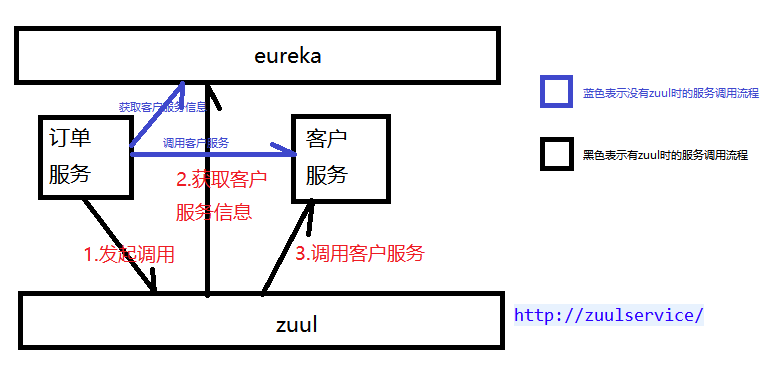 eureka
获取客户服务信息
蓝色表示没有zuul时的服务调用流程
订单
服务
调用客户服务
客户
服务
黑色表示有zuul时的服务调用流程
2.获取客户
服务信息
1.发起调用
3.调用客户服务
zuul
http://zuulservice/